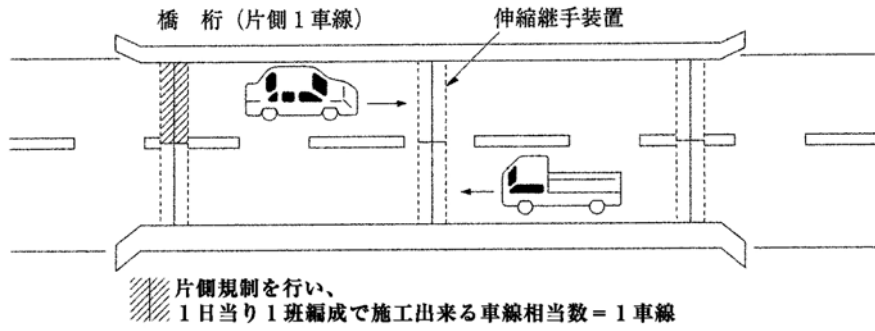 橋 桁（片側1車線）
伸縮継手装置
片側規制を行い、
1日当り1班編成で施工出来る車線相当数＝1車線